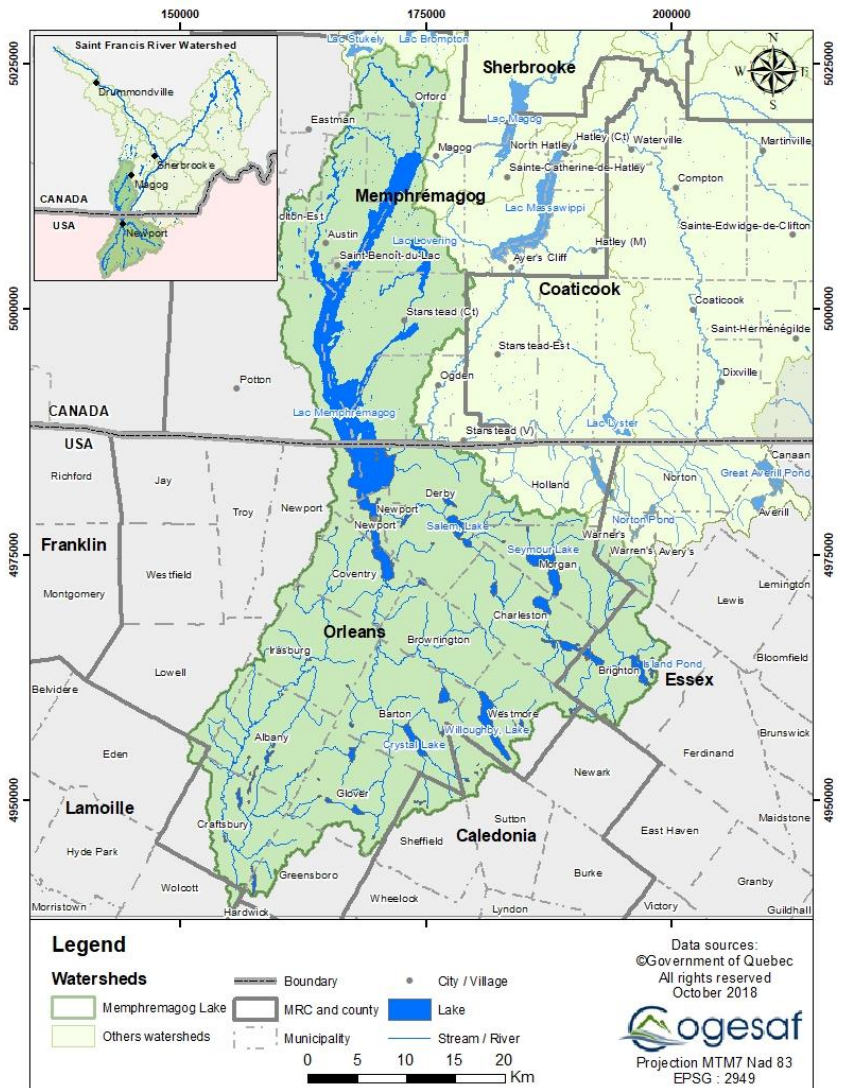 150000
175000
200000
5025000
5025000
5000000
5000000
4975000
4975000
4950000
4950000
Saint Francis River Watershed
Drummondville
Sherbrooke
Magog
CANADA
USA
Newport
Lac Stukely
Lac Brompton
Sherbrooke
W
N
E
S
Orford
Eastman
Lac Magog
Magog
North Hatley
Hatley (Ct)
Waterville
Martinville
Sainte-Catherine-de-Hatley
Compton
Memphrémagog
Lac Massawippi
olton-Est
Austin
Lac Lovering
Saint-Benoît-du-Lac
Hatley (M)
Sainte-Edwidge-de-Clifton
Ayer's Cliff
Coaticook
Stanstead (Ct)
Coaticook
Saint-Herménégilde
Stanstead-Est
Ogden
Dixville
Potton
Lac Memphrémagog
CANADA
USA
Stanstead (V)
Lac Lyster
Canaan
Richford
Jay
Holland
Norton
Great Averill Pond
Derby
Newport
Newport
Newport
Troy
Salem, Lake
Norton Pond
Averill
Warner's
Warren's
Avery's
Franklin
Seymour Lake
Morgan
Westfield
Coventry
Lemington
Lewis
Montgomery
Charleston
Orleans
Brownington
Irasburg
Bloomfield
Lowell
Island Pond
Brighton
Essex
Belvidere
Barton
Westmore
Willoughby, Lake
Brunswick
Albany
Crystal Lake
Eden
Ferdinand
Newark
Lamoille
Glover
Maidstone
Craftsbury
Sutton
East Haven
Sheffield
Caledonia
Hyde Park
Greensboro
Burke
Granby
Wolcott
Wheelock
Morristown
Hardwick
Lyndon
Victory
Guildhall
Legend
Watersheds
Memphremagog Lake
Others watersheds
Boundary
MRC and county
Municipality
City / Village
Lake
Stream / River
0 5 10 15 20
Km
Data sources:
©Government of Quebec
All rights reserved
October 2018
Cogesaf
Projection MTM7 Nad 83
EPSG : 2949